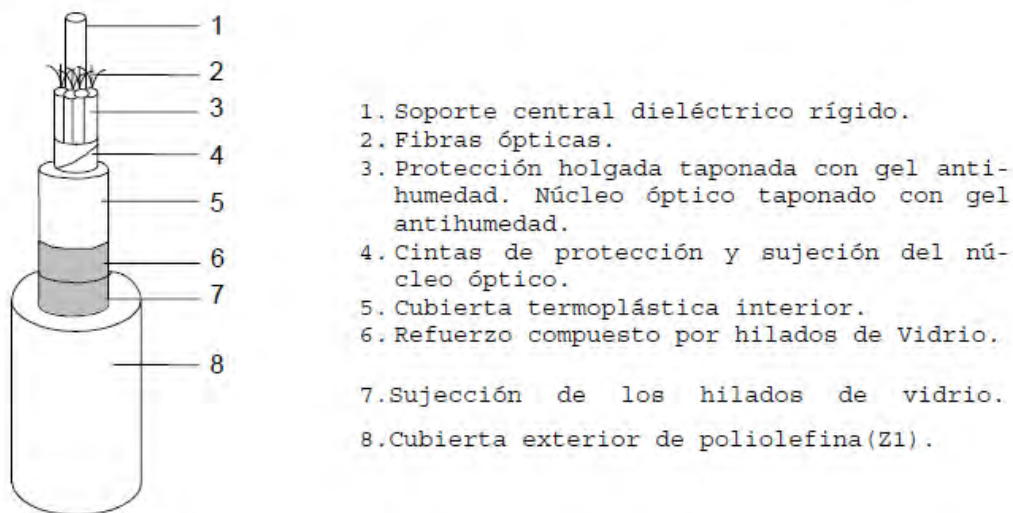 1
2
3
4
5
6
7
8
1. Soporte central dieléctrico rígido.
2. Fibras ópticas.
3. Protección holgada taponada con gel anti-
humedad. Núcleo óptico taponado con gel
antihumedad.
4. Cintas de protección y sujeción del nú-
cleo óptico.
5. Cubierta termoplástica interior.
6. Refuerzo compuesto por hilados de Vidrio.
7.Sujección de los hilados de vidrio.
8.Cubierta exterior de poliolefina(Z1).